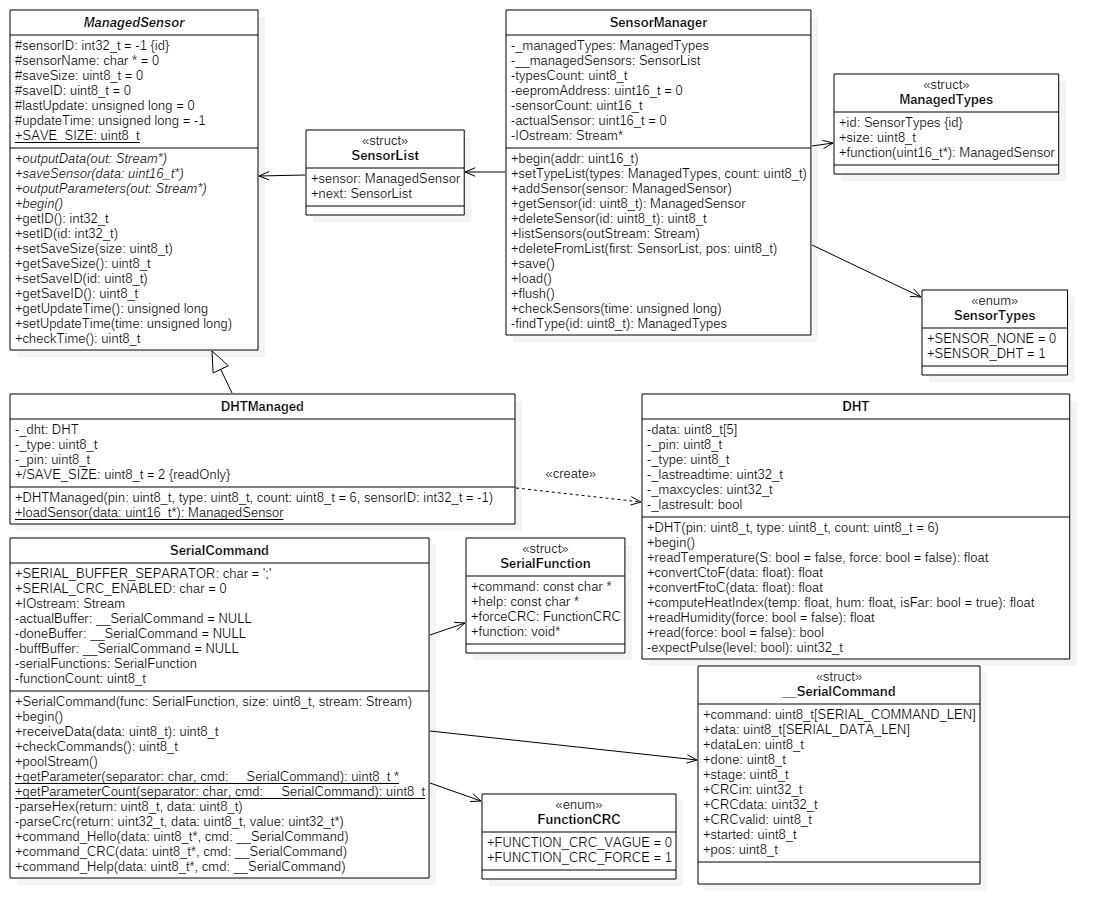 ManagedSensor
#sensorID: int32_t = -1 {id}
#sensorName: char * = 0
#saveSize: uint8_t = 0
#saveID: uint8_t = 0
#lastUpdate: unsigned long = 0
#updateTime: unsigned long = -1
+SAVE_SIZE: uint8_t
+outputData(out: Stream*)
+saveSensor(data: uint16_t*)
+outputParameters(out: Stream*)
+begin()
+getID(): int32_t
+setID(id: int32_t)
+setSaveSize(size: uint8_t)
+getSaveSize(): uint8_t
+setSaveID(id: uint8_t)
+getSaveID(): uint8_t
+getUpdateTime(): unsigned long
+setUpdateTime(time: unsigned long)
+checkTime(): uint8_t
«struct»
SensorList
+sensor: ManagedSensor
+next: SensorList
SensorManager
-_managedTypes: ManagedTypes
-__managedSensors: SensorList
-typesCount: uint8_t
-eepromAddress: uint16_t = 0
-sensorCount: uint16_t
-actualSensor: uint16_t = 0
-IOstream: Stream*
+begin(addr: uint16_t)
+setTypeList(types: ManagedTypes, count: uint8_t)
+addSensor(sensor: ManagedSensor)
+getSensor(id: uint8_t): ManagedSensor
+deleteSensor(id: uint8_t): uint8_t
+listSensors(outStream: Stream)
+deleteFromList(first: SensorList, pos: uint8_t)
+save()
+load()
+flush()
+checkSensors(time: unsigned long)
-findType(id: uint8_t): ManagedTypes
«struct»
ManagedTypes
+id: SensorTypes {id}
+size: uint8_t
+function(uint16_t*): ManagedSensor
«enum»
SensorTypes
+SENSOR_NONE = 0
+SENSOR_DHT = 1
DHTManaged
-_dht: DHT
-_type: uint8_t
-_pin: uint8_t
+/SAVE_SIZE: uint8_t = 2 {readOnly}
+DHTManaged(pin: uint8_t, type: uint8_t, count: uint8_t = 6, sensorID: int32_t = -1)
+loadSensor(data: uint16_t*): ManagedSensor
«create»
DHT
-data: uint8_t[5]
-_pin: uint8_t
-_type: uint8_t
-_lastreadtime: uint32_t
-_maxcycles: uint32_t
-_lastresult: bool
+DHT(pin: uint8_t, type: uint8_t, count: uint8_t = 6)
+begin()
+readTemperature(S: bool = false, force: bool = false): float
+convertCtoF(data: float): float
+convertFtoC(data: float): float
+computeHeatIndex(temp: float, hum: float, isFar: bool = true): float
+readHumidity(force: bool = false): float
+read(force: bool = false): bool
-expectPulse(level: bool): uint32_t
SerialCommand
+SERIAL_BUFFER_SEPARATOR: char = ';'
+SERIAL_CRC_ENABLED: char = 0
+IOstream: Stream
-actualBuffer: __SerialCommand = NULL
-doneBuffer: __SerialCommand = NULL
-buffBuffer: __SerialCommand = NULL
-serialFunctions: SerialFunction
-functionCount: uint8_t
+SerialCommand(func: SerialFunction, size: uint8_t, stream: Stream)
+begin()
+receiveData(data: uint8_t): uint8_t
+checkCommands(): uint8_t
+poolStream()
+getParameter(separator: char, cmd: __SerialCommand): uint8_t *
+getParameterCount(separator: char, cmd: __SerialCommand): uint8_t
-parseHex(return: uint8_t, data: uint8_t)
-parseCrc(return: uint32_t, data: uint8_t, value: uint32_t*)
+command_Hello(data: uint8_t*, cmd: __SerialCommand)
+command_CRC(data: uint8_t*, cmd: __SerialCommand)
+command_Help(data: uint8_t*, cmd: __SerialCommand)
«struct»
SerialFunction
+command: const char *
+help: const char *
+forceCRC: FunctionCRC
+function: void*
«struct»
__SerialCommand
+command: uint8_t[SERIAL_COMMAND_LEN]
+data: uint8_t[SERIAL_DATA_LEN]
+dataLen: uint8_t
+done: uint8_t
+stage: uint8_t
+CRCin: uint32_t
+CRCdata: uint32_t
+CRCvalid: uint8_t
+started: uint8_t
+pos: uint8_t
«enum»
FunctionCRC
+FUNCTION_CRC_VAGUE = 0
+FUNCTION_CRC_FORCE = 1